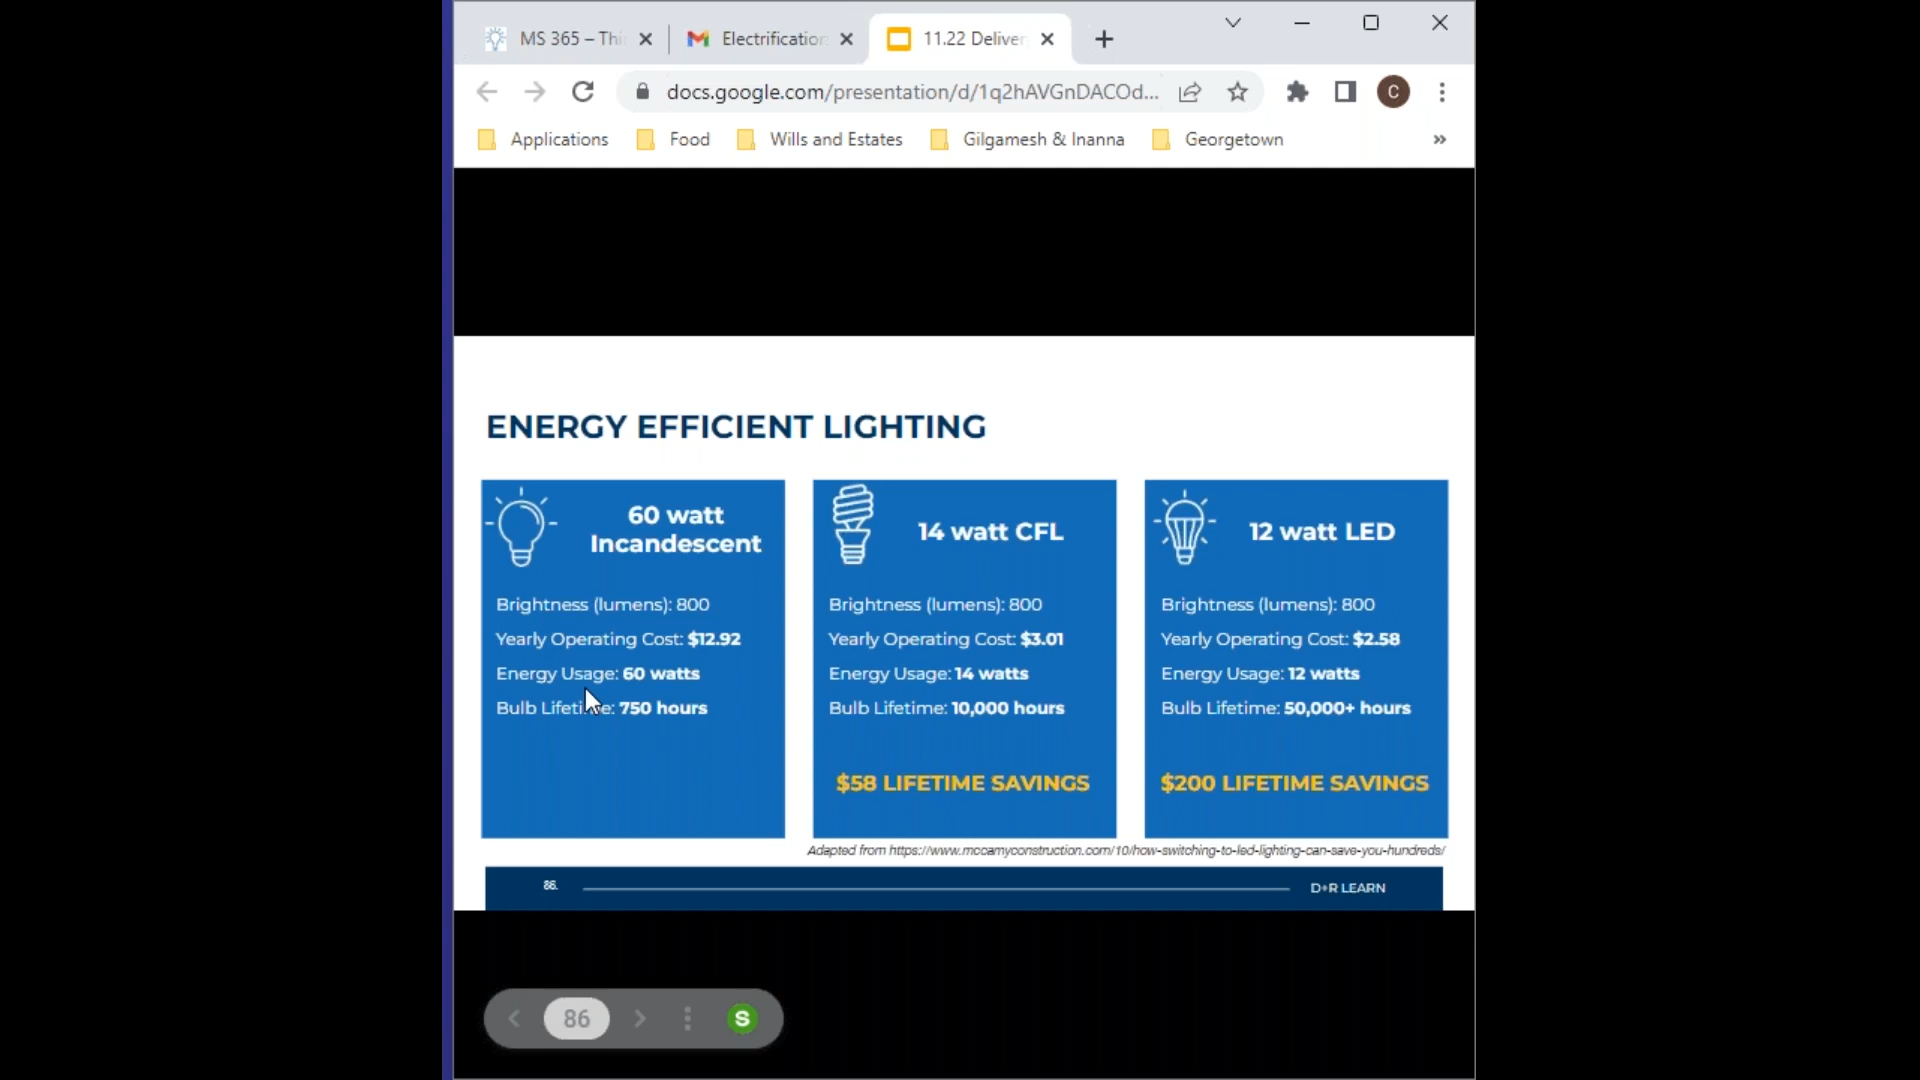 MS 365 – Thi
Electrification
11.22 Deliver
docs.google.com/presentation/d/1q2hAVGnDACOd...
C
Applications
Food
Wills and Estates
Gilgamesh & Inanna
Georgetown
»
ENERGY EFFICIENT LIGHTING
60 watt
Incandescent
Brightness (lumens): 800
Yearly Operating Cost: $12.92
Energy Usage: 60 watts
Bulb Lifetime: 750 hours
14 watt CFL
Brightness (lumens): 800
Yearly Operating Cost: $3.01
Energy Usage: 14 watts
Bulb Lifetime: 10,000 hours
$58 LIFETIME SAVINGS
12 watt LED
Brightness (lumens): 800
Yearly Operating Cost: $2.58
Energy Usage: 12 watts
Bulb Lifetime: 50,000+ hours
$200 LIFETIME SAVINGS
Adapted from https://www.mccamyconstruction.com/10/how-switching-to-led-lighting-can-save-you-hundreds/
86.
D+R LEARN
86
S